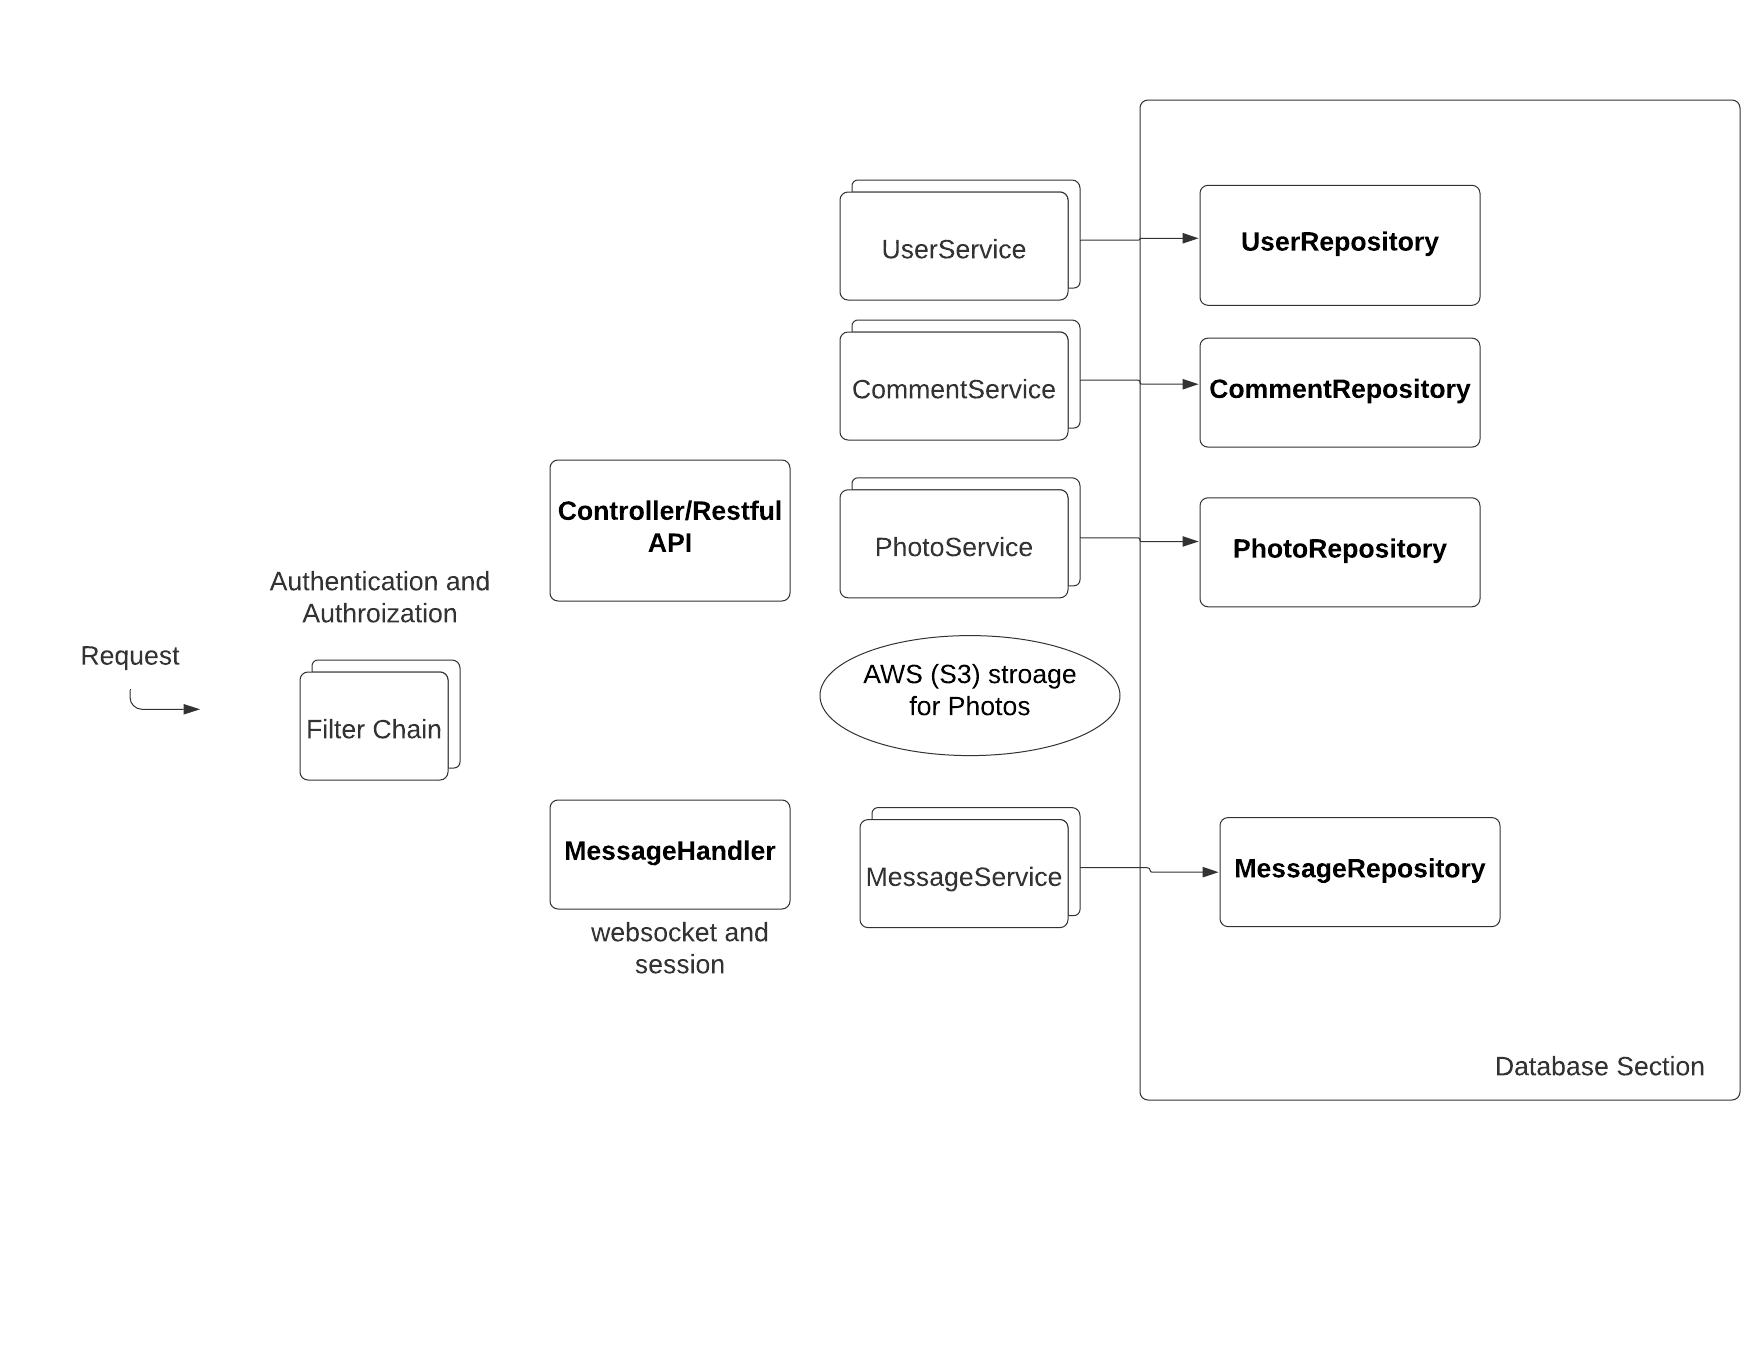 Request
Authentication and
Authroization
Filter Chain
Controller/Restful
API
MessageHandler
websocket and
session
UserService
CommentService
PhotoService
AWS (S3) stroage
for Photos
MessageService
UserRepository
CommentRepository
PhotoRepository
MessageRepository
Database Section